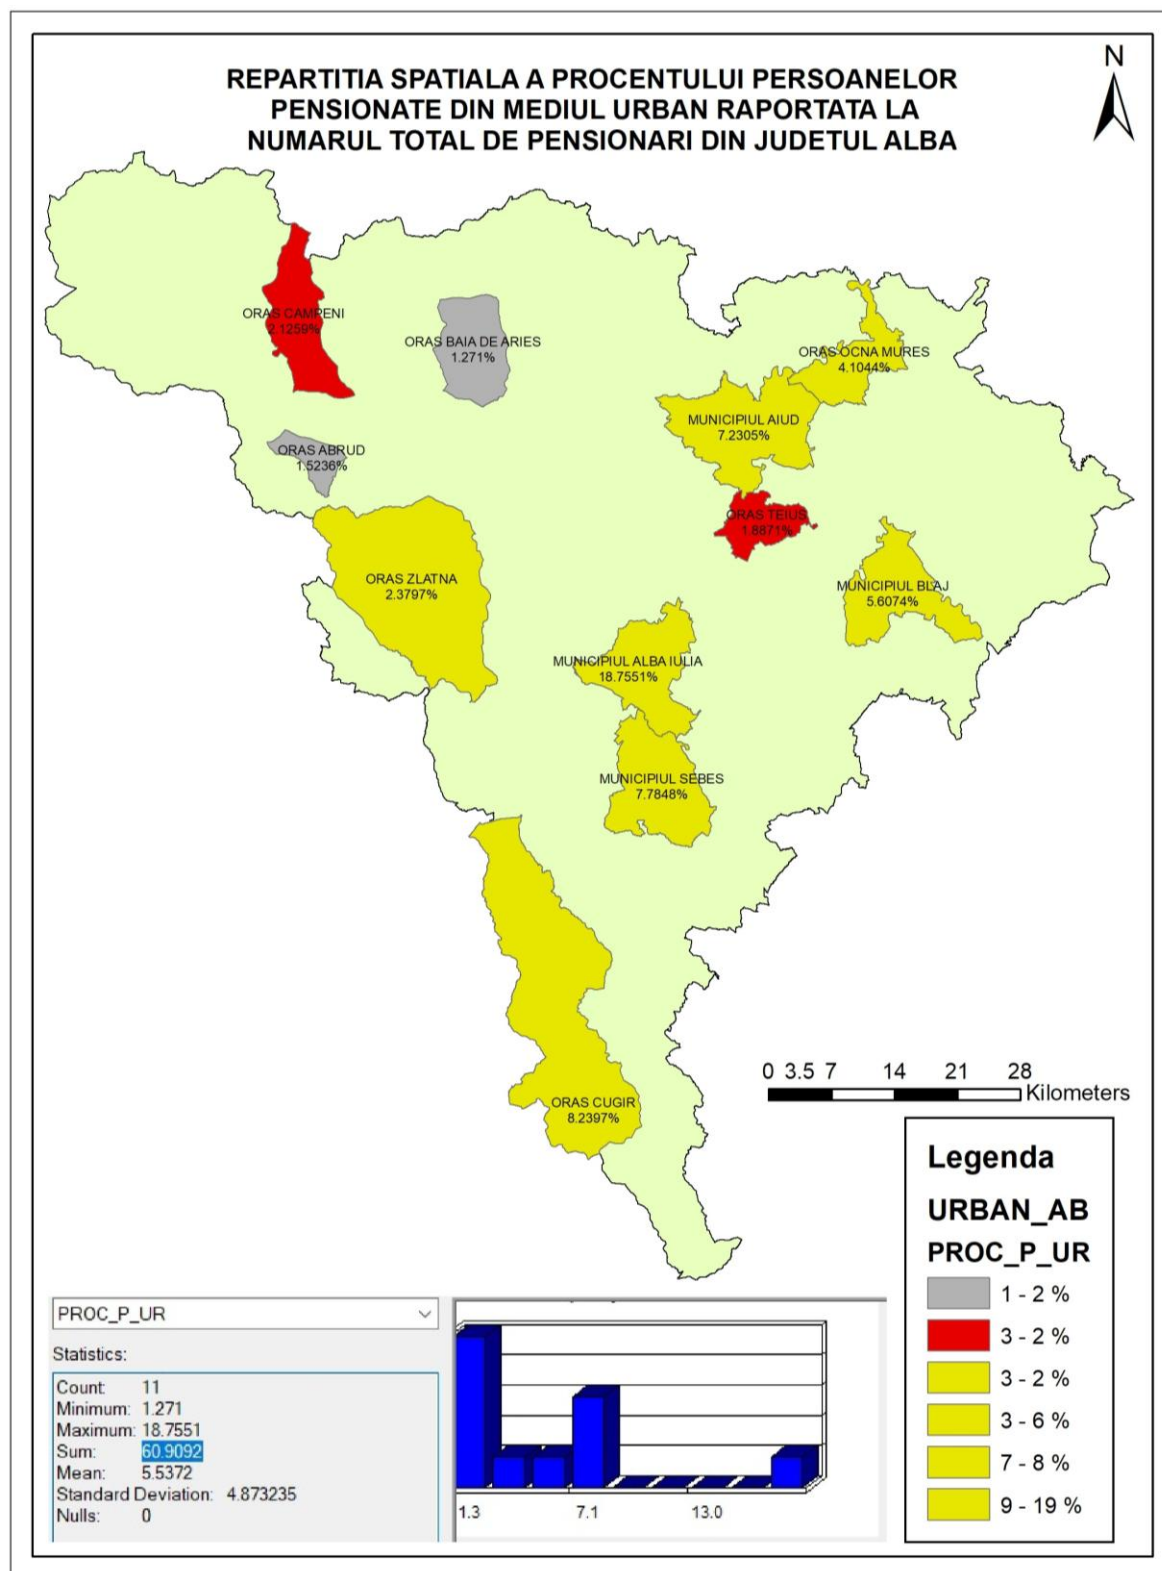 REPARTITIA SPATIALA A PROCENTULUI PERSOANELOR
PENSIONATE DIN MEDIUL URBAN RAPORTATA LA
NUMARUL TOTAL DE PENSIONARI DIN JUDETUL ALBA
N
ORAS CAMPENI
2.1259%
ORAS BAIA DE ARIES
1.271%
ORAS OCNA MURES
4.1044%
MUNICIPIUL AIUD
7.2305%
ORAS ABRUD
1.5236%
ORAS TEIUS
1.8871%
ORAS ZLATNA
2.3797%
MUNICIPIUL BLAJ
5.6074%
MUNICIPIUL ALBA IULIA
18.7551%
MUNICIPIUL SEBES
7.7848%
ORAS CUGIR
8.2397%
0 3.5 7 14 21 28
Kilometers
Legenda
URBAN_AB
PROC_P_UR
1 - 2 %
3 - 2 %
3 - 2 %
3 - 6 %
7 - 8 %
9 - 19 %
PROC_P_UR
Statistics:
Count: 11
Minimum: 1.271
Maximum: 18.7551
Sum: 60.9092
Mean: 5.5372
Standard Deviation: 4.873235
Nulls: 0
1.3 7.1 13.0